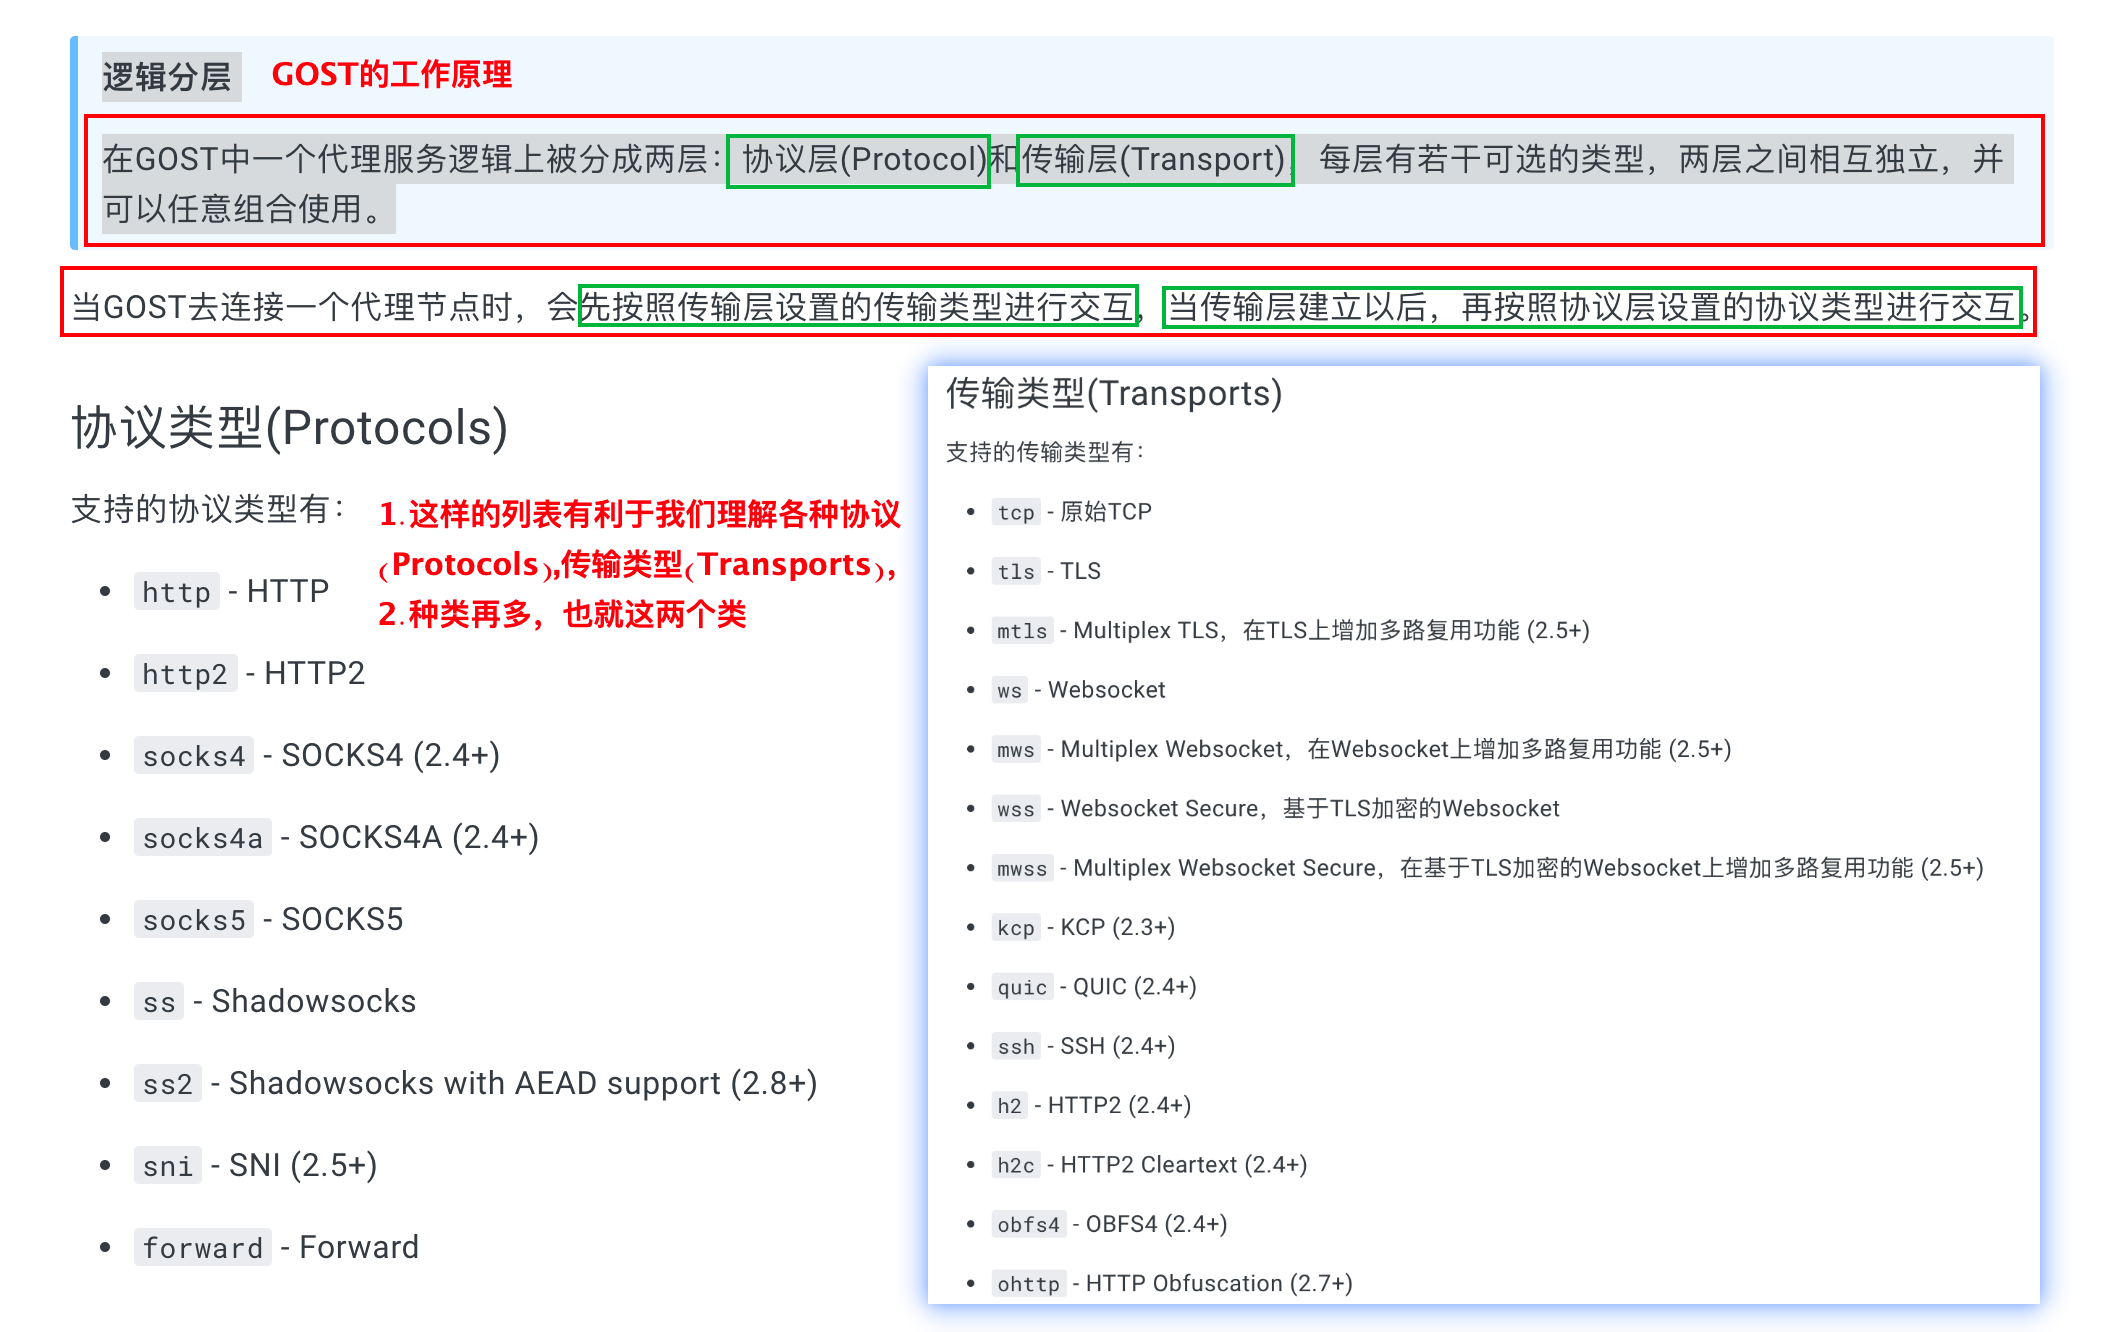 逻辑分层 GOST的工作原理
在GOST中一个代理服务逻辑上被分成两层：协议层(Protocol)和传输层(Transport)，每层有若干可选的类型，两层之间相互独立，并
可以任意组合使用。
当GOST去连接一个代理节点时，会先按照传输层设置的传输类型进行交互，当传输层建立以后，再按照协议层设置的协议类型进行交互。
协议类型(Protocols)
支持的协议类型有：
1.这样的列表有利于我们理解各种协议
(Protocols),传输类型(Transports),
2.种类再多，也就这两个类
• http - HTTP
• http2 - HTTP2
• socks4 - SOCKS4 (2.4+)
• socks4a - SOCKS4A (2.4+)
• socks5 - SOCKS5
• ss - Shadowsocks
• ss2 - Shadowsocks with AEAD support (2.8+)
• sni - SNI (2.5+)
• forward - Forward
传输类型(Transports)
支持的传输类型有：
• tcp - 原始TCP
• tls - TLS
• mtls - Multiplex TLS，在TLS上增加多路复用功能 (2.5+)
• ws - Websocket
• mws - Multiplex Websocket，在Websocket上增加多路复用功能 (2.5+)
• wss - Websocket Secure，基于TLS加密的Websocket
• mwss - Multiplex Websocket Secure，在基于TLS加密的Websocket上增加多路复用功能 (2.5+)
• kcp - KCP (2.3+)
• quic - QUIC (2.4+)
• ssh - SSH (2.4+)
• h2 - HTTP2 (2.4+)
• h2c - HTTP2 Cleartext (2.4+)
• obfs4 - OBFS4 (2.4+)
• ohttp - HTTP Obfuscation (2.7+)